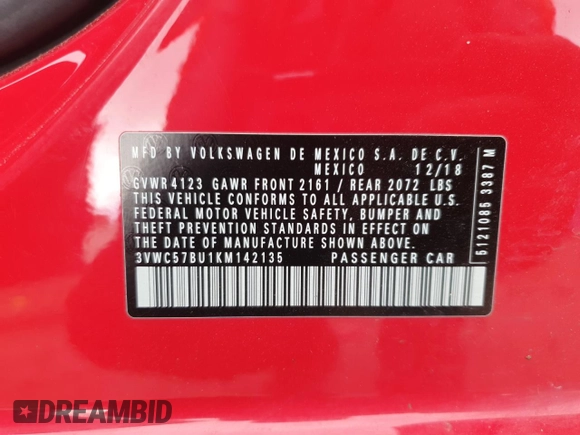 MFD BY VOLKSWAGEN DE MEXICO S.A. DE C.V.
MEXICO 12/18
GVWR 4123 GAWR FRONT 2161 / REAR 2072 LBS
THIS VEHICLE CONFORMS TO ALL APPLICABLE U.S.
FEDERAL MOTOR VEHICLE SAFETY, BUMPER AND
THEFT PREVENTION STANDARDS IN EFFECT ON THE
DATE OF MANUFACTURE SHOWN ABOVE.
3VWC57BU1KM142135 PASSENGER CAR
5121085 3387 M
DREAMBID